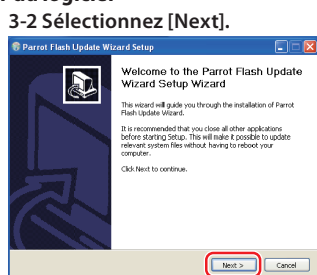 3-2 Sélectionnez [Next].
Parrot Flash Update Wizard Setup
Welcome to the Parrot Flash Update
Wizard Setup Wizard
This wizard will guide you through the installation of Parrot
Flash Update Wizard.
It is recommended that you close all other applications
before starting Setup. This will make it possible to update
relevant system files without having to reboot your
computer.
Click Next to continue.
Next >
Cancel